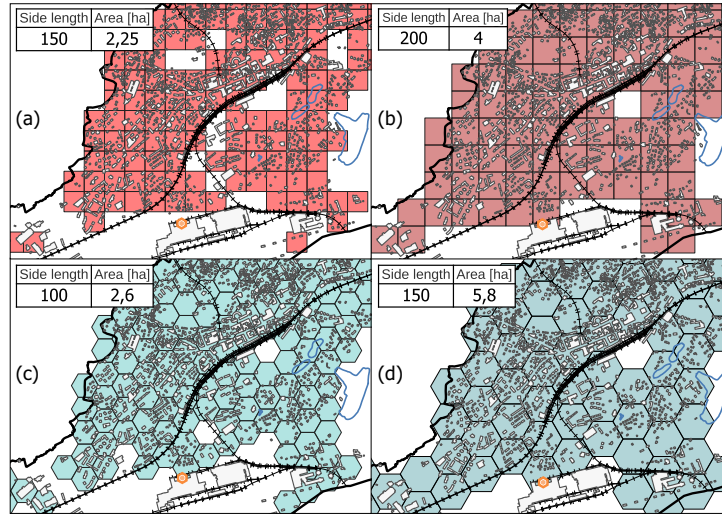 Side length Area [ha]
150 2,25
(a)
Side length Area [ha]
200 4
(b)
Side length Area [ha]
100 2,6
(c)
Side length Area [ha]
150 5,8
(d)